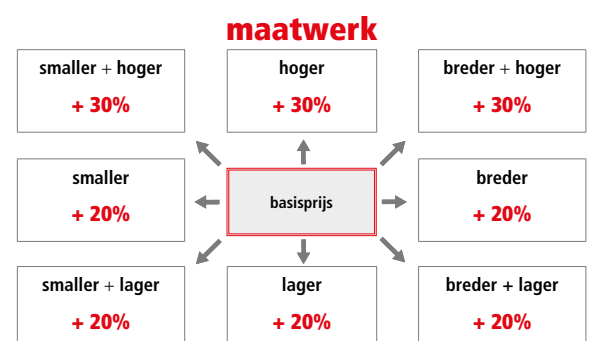 maatwerk
smaller + hoger
+ 30%
hoger
+ 30%
breder + hoger
+ 30%
smaller
+ 20%
basisprijs
breder
+ 20%
smaller + lager
+ 20%
lager
+ 20%
breder + lager
+ 20%